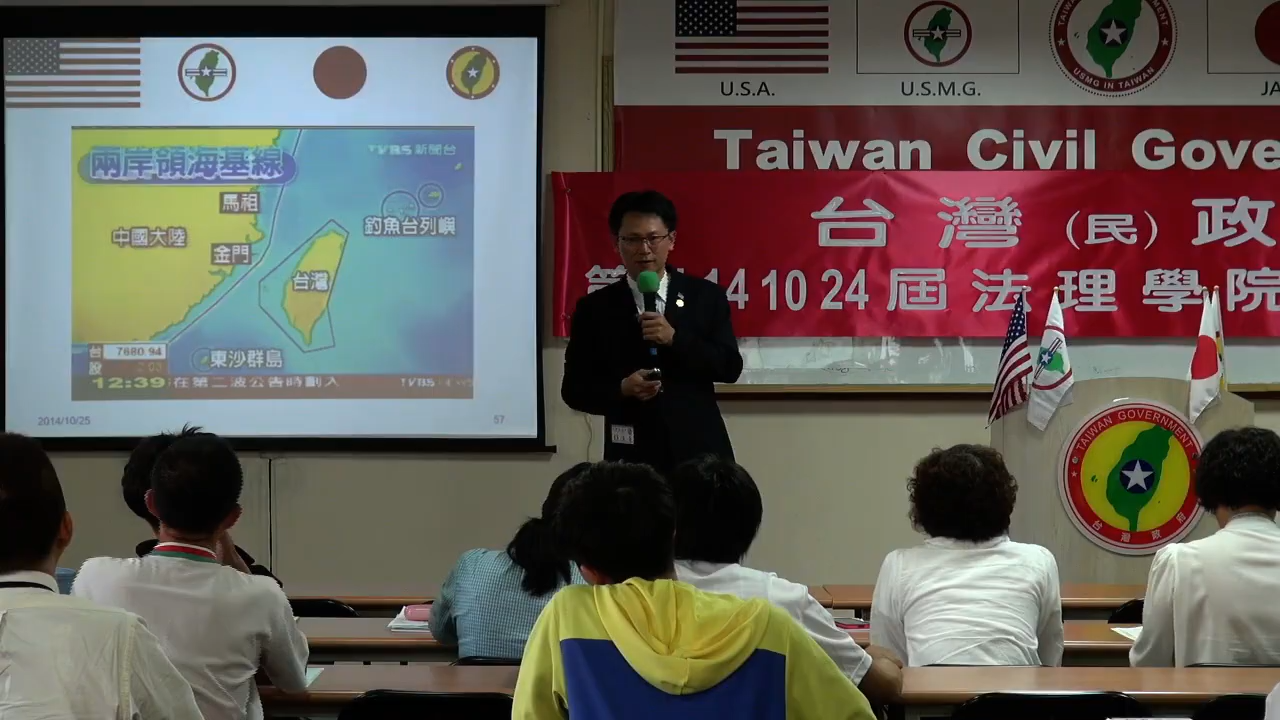 兩岸領海基線
TVBS 新聞台
馬祖
釣魚台列嶼
中國大陸
金門
台灣
東沙群島
台股 7680.94
12:39 在第二波公告時劃入
TVBS
2014/10/25
57
U.S.A.
U.S.M.G.
USMG IN TAIWAN
JA
Taiwan Civil Gove
台灣(民)政
14 10 24 屆法理學院
TAIWAN GOVERNMENT
台灣政府